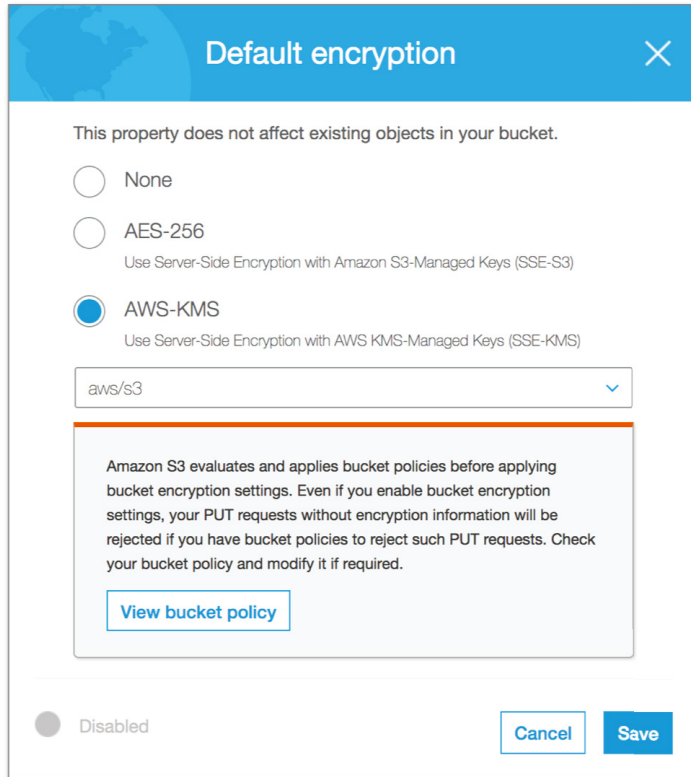 Default encryption
This property does not affect existing objects in your bucket.
None
AES-256
Use Server-Side Encryption with Amazon S3-Managed Keys (SSE-S3)
AWS-KMS
Use Server-Side Encryption with AWS KMS-Managed Keys (SSE-KMS)
aws/s3
Amazon S3 evaluates and applies bucket policies before applying
bucket encryption settings. Even if you enable bucket encryption
settings, your PUT requests without encryption information will be
rejected if you have bucket policies to reject such PUT requests. Check
your bucket policy and modify it if required.
View bucket policy
Disabled
Cancel
Save